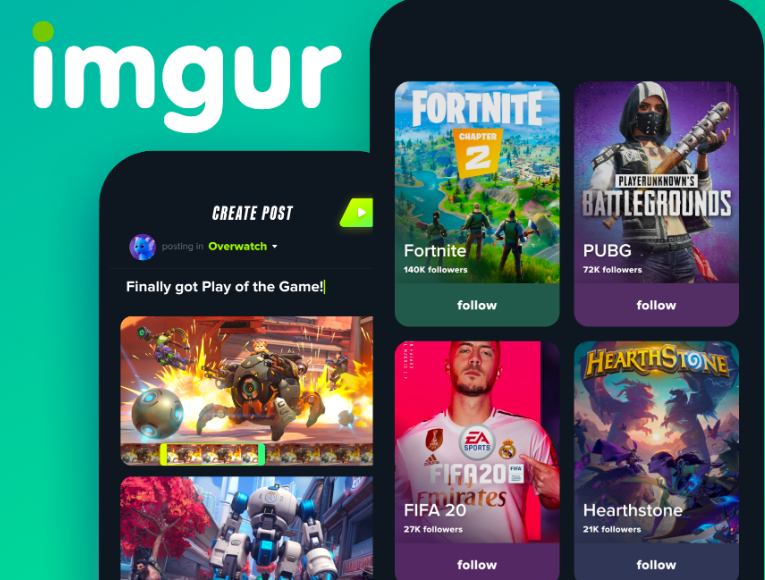 imgur
CREATE POST
posting in Overwatch
Finally got Play of the Game!
FORTNITE
CHAPTER
2
Fortnite
140K followers
follow
PLAYERUNKNOWN'S
BATTLEGROUNDS
PUBG
72K followers
follow
EA
SPORTS
FIFA20
FIFA
Emirates
FIFA 20
27K followers
follow
HEARTHSTONE
Hearthstone
21K followers
follow